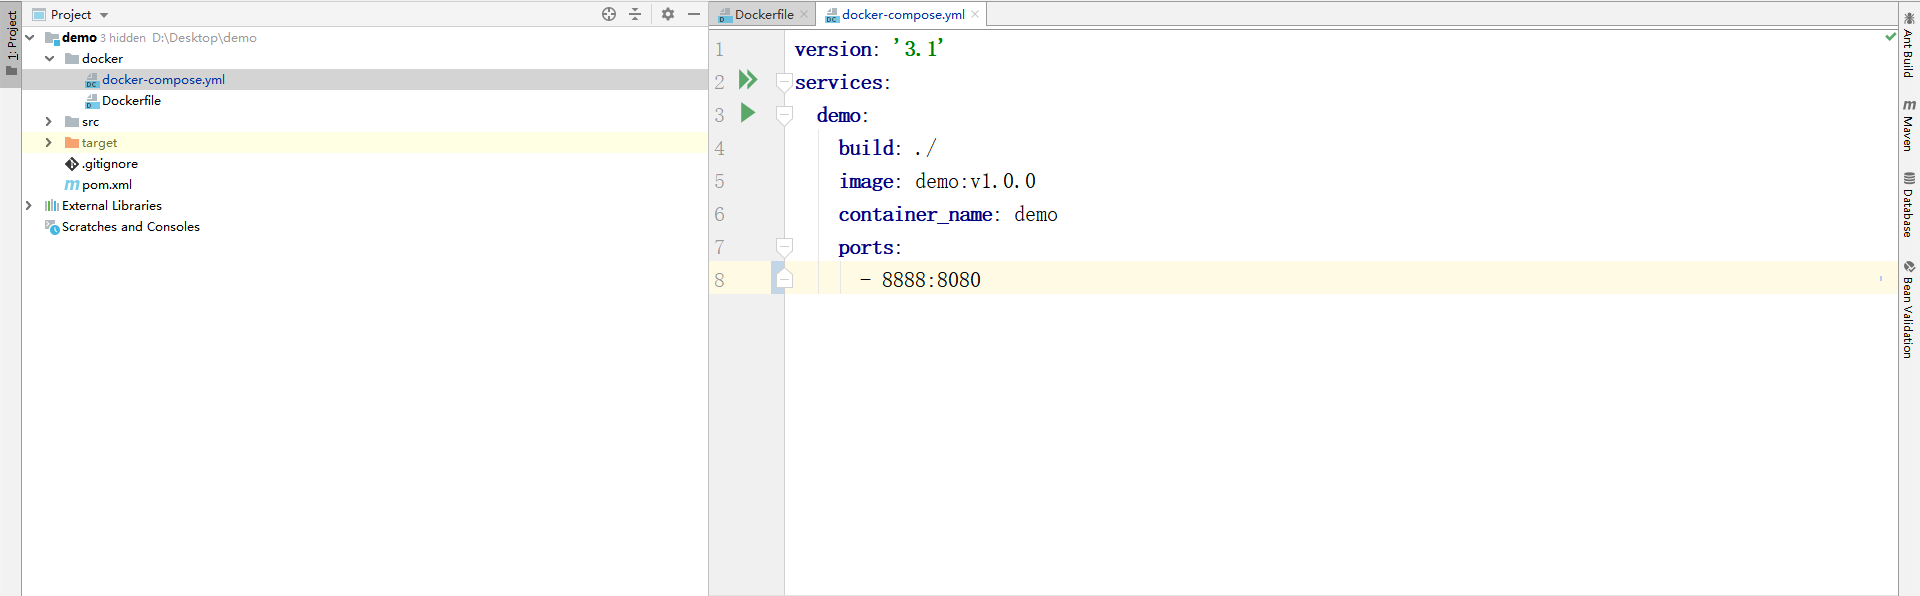 1: Project
Project
demo 3 hidden D:\Desktop\demo
docker
docker-compose.yml
Dockerfile
src
target
.gitignore
pom.xml
External Libraries
Scratches and Consoles
Dockerfile
docker-compose.yml
1 version: '3.1'
2 services:
3 demo:
4 build: ./
5 image: demo:v1.0.0
6 container_name: demo
7 ports:
8 - 8888:8080
Ant Build
Maven
Database
Bean Validation